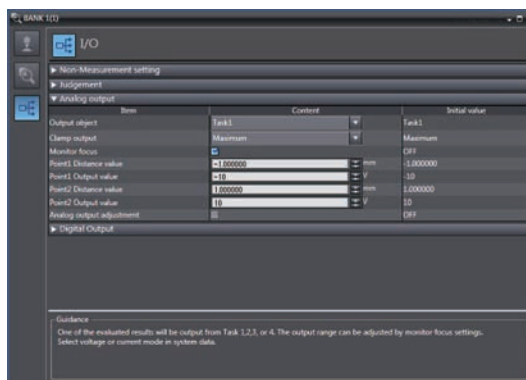 BANK 1(1)
I/O
Non-Measurement setting
Judgement
Analog output
Item Content Initial value
Output object Task1 Task1
Clamp output Maximum Maximum
Monitor focus OFF
Point1 Distance value -1.000000 mm -1.000000
Point1 Output value -10 V -10
Point2 Distance value 1.000000 mm 1.000000
Point2 Output value 10 V 10
Analog output adjustment OFF
Digital Output
Guidance
One of the evaluated results will be output from Task 1,2,3, or 4. The output range can be adjusted by monitor focus settings.
Select voltage or current mode in system data.